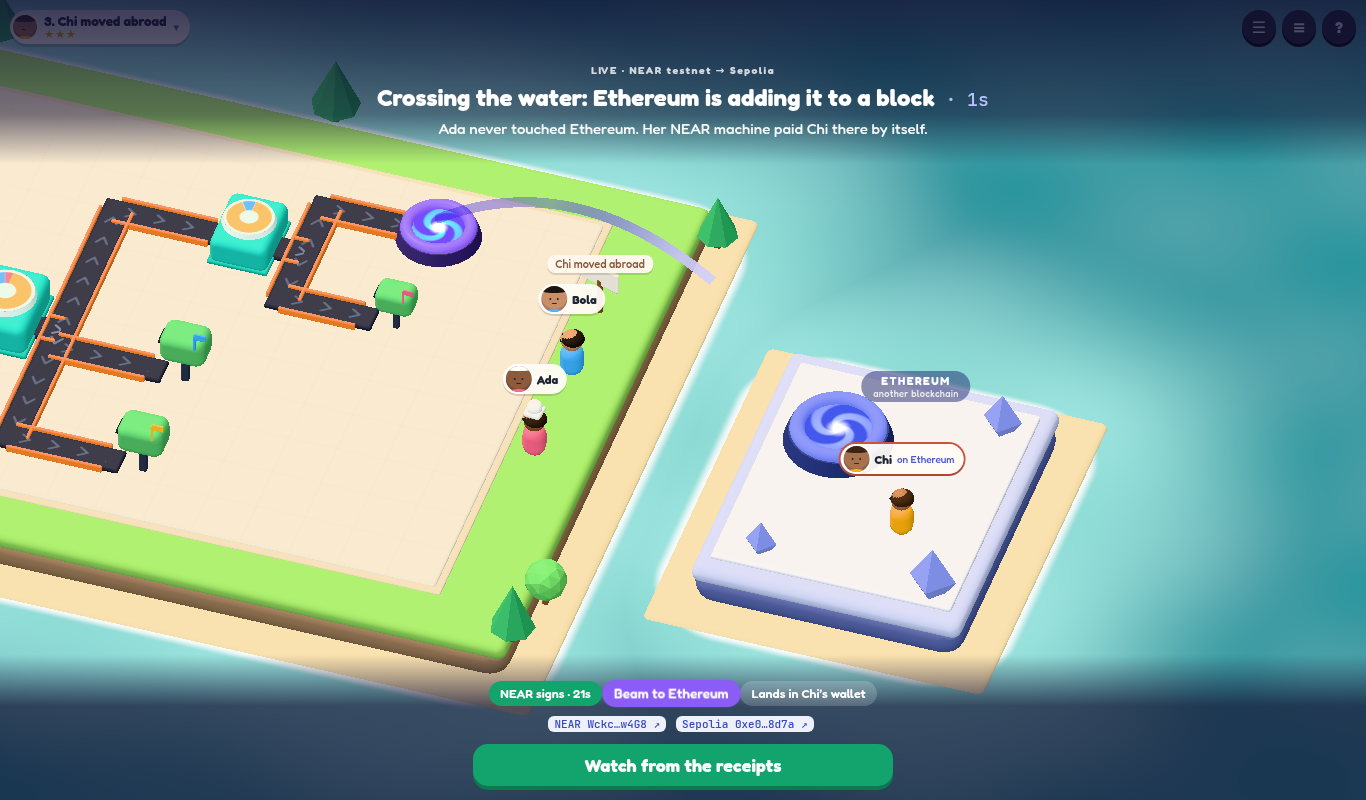 3. Chi moved abroad
★★★
?
LIVE · NEAR testnet → Sepolia
Crossing the water: Ethereum is adding it to a block · 1s
Ada never touched Ethereum. Her NEAR machine paid Chi there by itself.
Chi moved abroad
Bola
Ada
ETHEREUM
another blockchain
Chi on Ethereum
NEAR signs · 21s
Beam to Ethereum
Lands in Chi's wallet
NEAR Wckc…w4G8 ↗
Sepolia 0xe0…8d7a ↗
Watch from the receipts